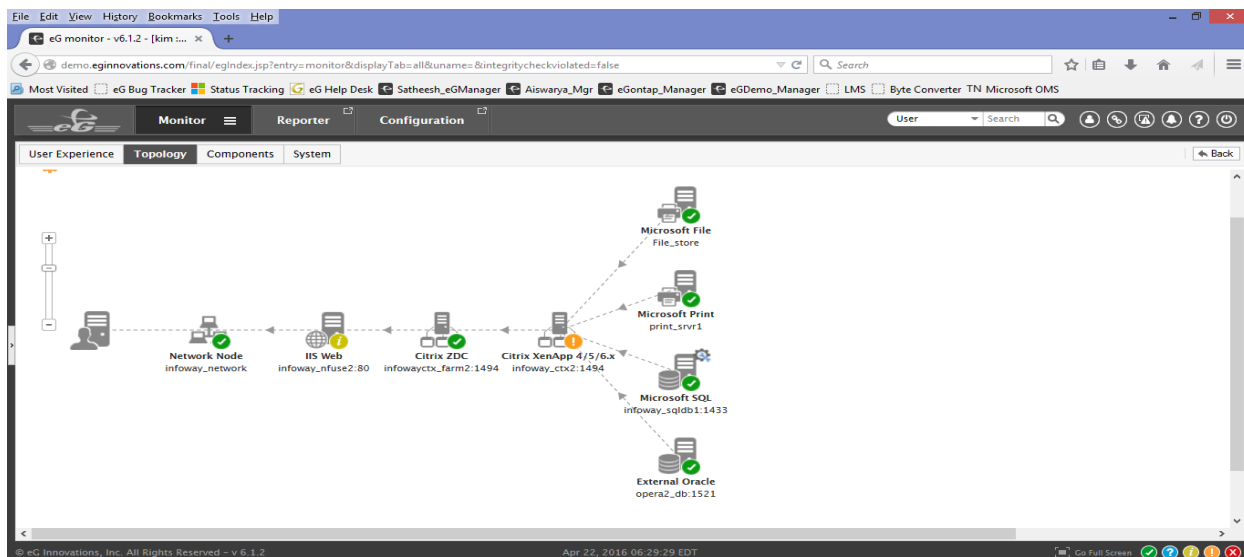 File Edit View History Bookmarks Tools Help
eG monitor - v6.1.2 - [kim :... × +
demo.eginnovations.com/final/egIndex.jsp?entry=monitor&displayTab=all&uname=&integritycheckviolated=false Search
Most Visited eG Bug Tracker Status Tracking eG Help Desk Satheesh_eGManager Aiswarya_Mgr eGontap_Manager eGDemo_Manager LMS Byte Converter TN Microsoft OMS
eG Monitor Reporter Configuration User Search
User Experience Topology Components System Back
Microsoft File
File_store
Microsoft Print
print_srvr1
Network Node IIS Web Citrix ZDC Citrix XenApp 4/5/6.x
infoway_network infoway_nfuse2:80 infowayctx_farm2:1494 infoway_ctx2:1494
Microsoft SQL
infoway_sqldb1:1433
External Oracle
opera2_db:1521
© eG Innovations, Inc. All Rights Reserved - v 6.1.2 Apr 22, 2016 06:29:29 EDT Go Full Screen